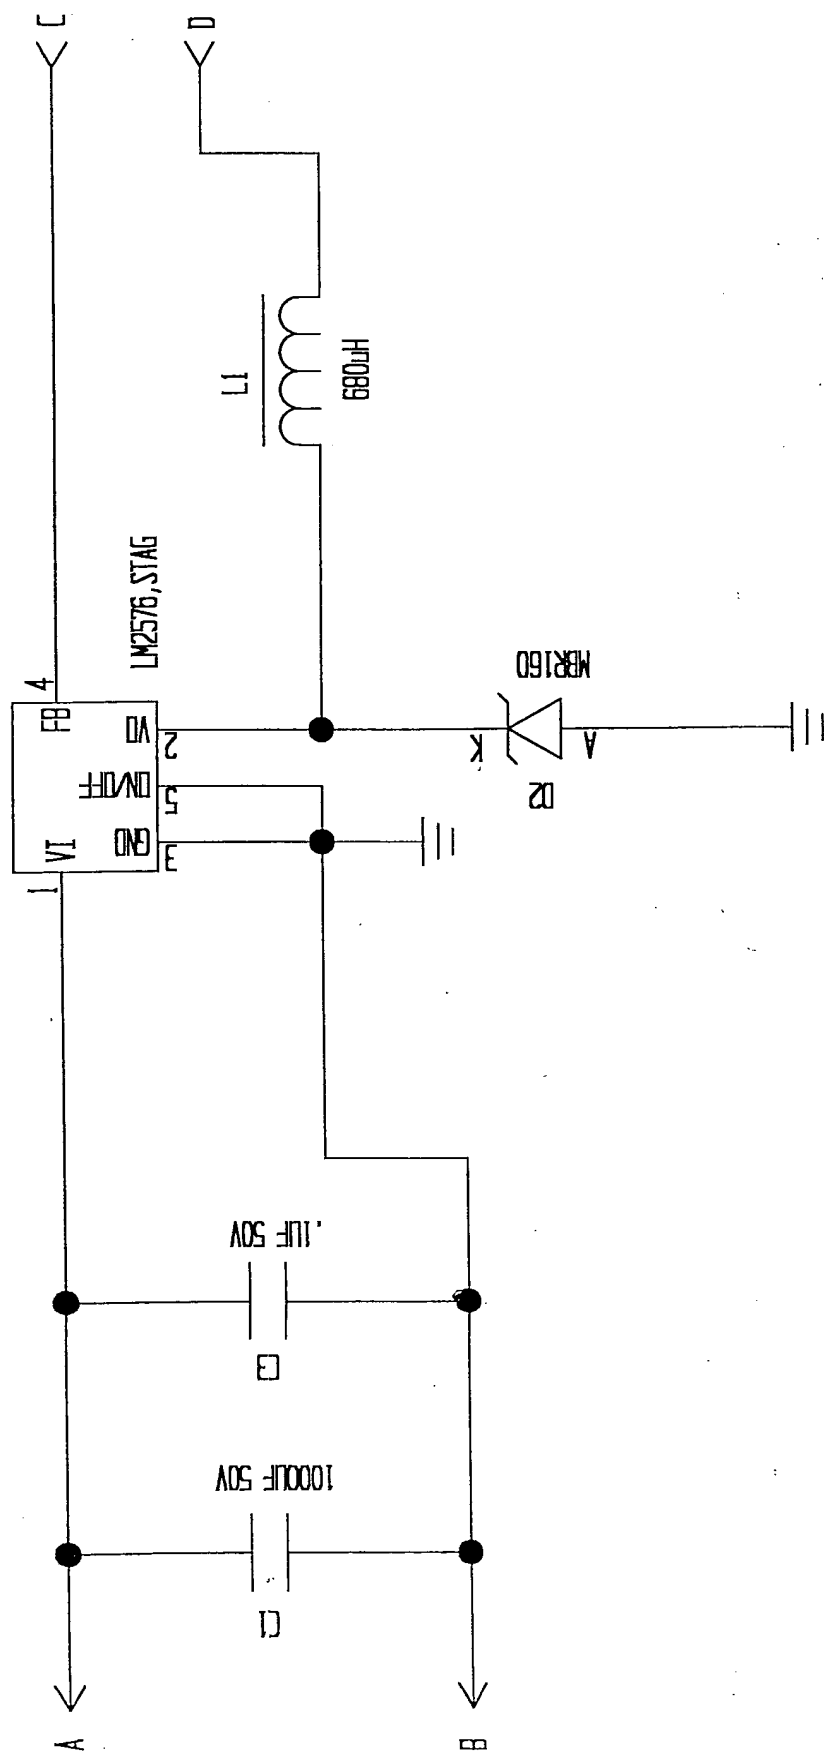 C
D
L1
680uH
LM2576,STAG
4
FB
VO
2
ON/OFF
5
GND
3
VI
1
K
A
MBR160
D2
.1UF 50V
C3
1000UF 50V
C1
A
B